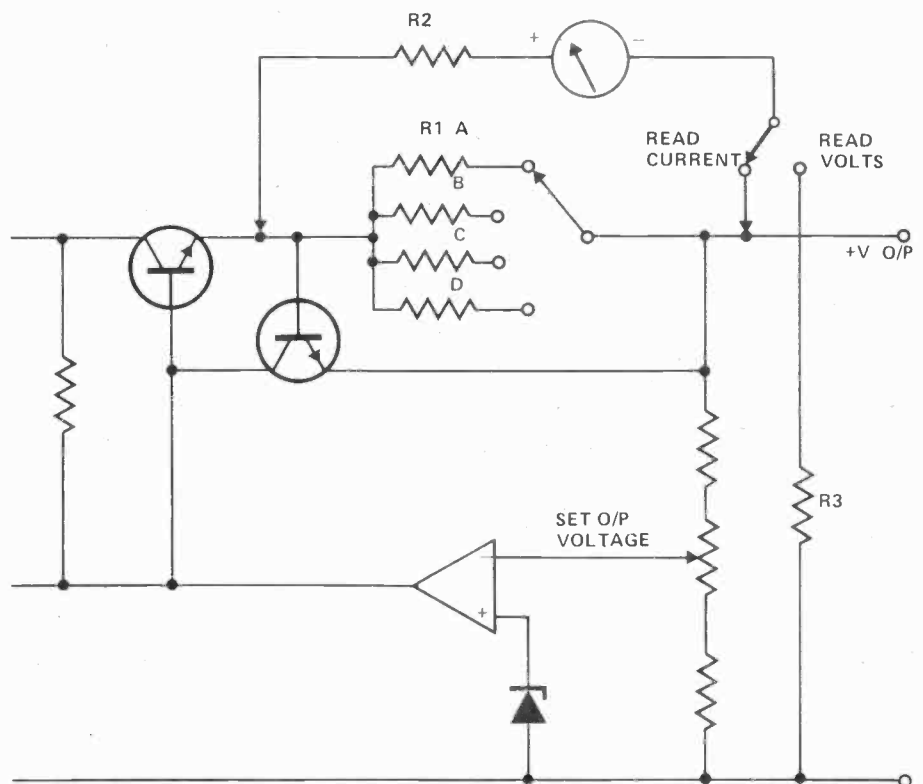 R2
+
−
R1 A
READ
CURRENT
READ
VOLTS
B
C
+V O/P
D
R3
SET O/P
VOLTAGE
−
+